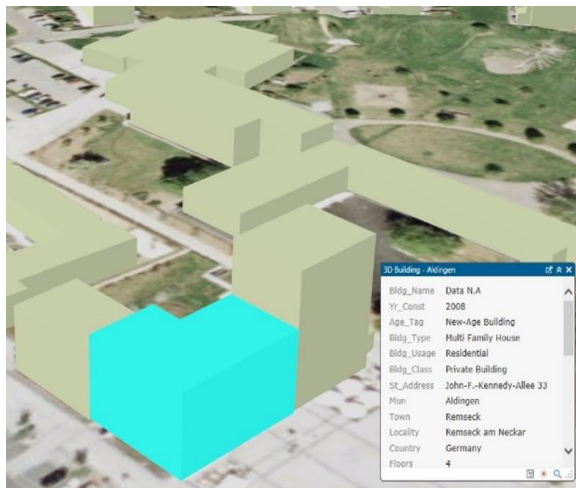 3D Building - Aldingen
Bldg_Name Data N.A
Yr_Const 2008
Age_Tag New-Age Building
Bldg_Type Multi Family House
Bldg_Usage Residential
Bldg_Class Private Building
St_Address John-F.-Kennedy-Allee 33
Mun Aldingen
Town Remseck
Locality Remseck am Neckar
Country Germany
Floors 4